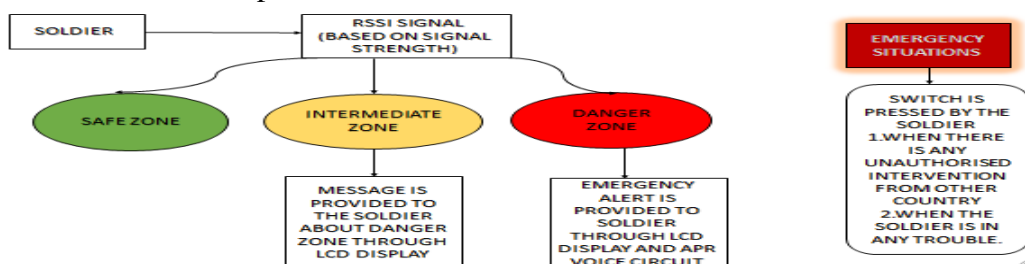 SOLDIER
RSSI SIGNAL
(BASED ON SIGNAL
STRENGTH)
EMERGENCY
SITUATIONS
SAFE ZONE
INTERMEDIATE
ZONE
DANGER
ZONE
SWITCH IS
PRESSED BY THE
SOLDIER
1.WHEN THERE
IS ANY
UNAUTHORISED
INTERVENTION
FROM OTHER
COUNTRY
2.WHEN THE
SOLDIER IS IN
ANY TROUBLE.
MESSAGE IS
PROVIDED TO
THE SOLDIER
ABOUT DANGER
ZONE THROUGH
LCD DISPLAY
EMERGENCY
ALERT IS
PROVIDED TO
SOLDIER
THROUGH LCD
DISPLAY AND APR
VOICE CIRCUIT